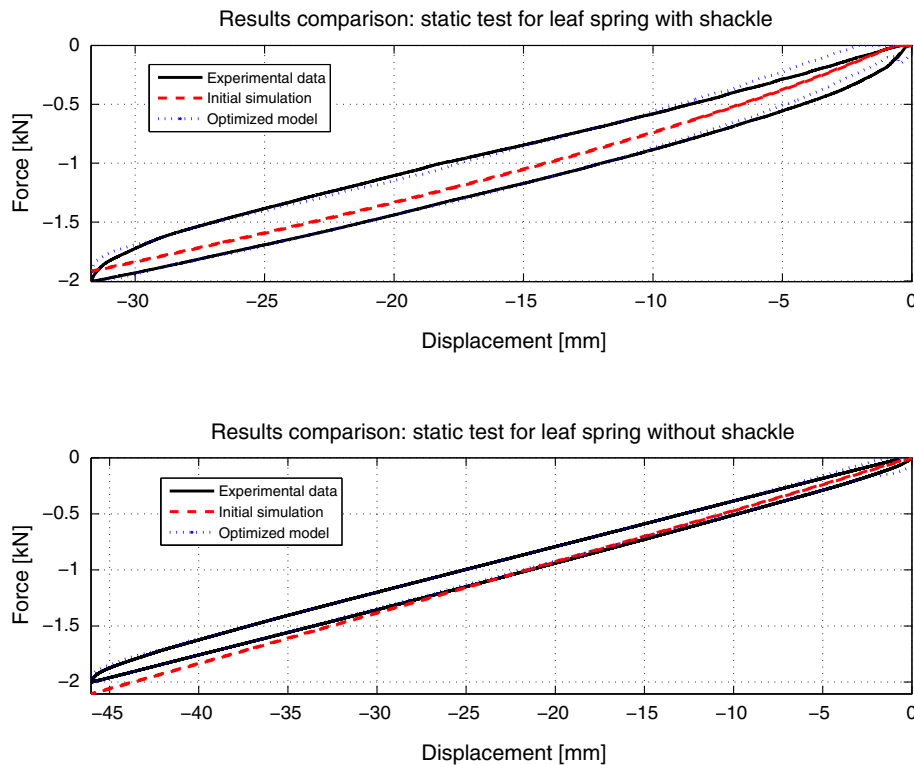 Results comparison: static test for leaf spring with shackle
0
−0.5
−1
−1.5
−2
Force [kN]
Experimental data
Initial simulation
Optimized model
−30
−25
−20
−15
−10
−5
0
Displacement [mm]
Results comparison: static test for leaf spring without shackle
0
−0.5
−1
−1.5
−2
Force [kN]
Experimental data
Initial simulation
Optimized model
−45
−40
−35
−30
−25
−20
−15
−10
−5
0
Displacement [mm]